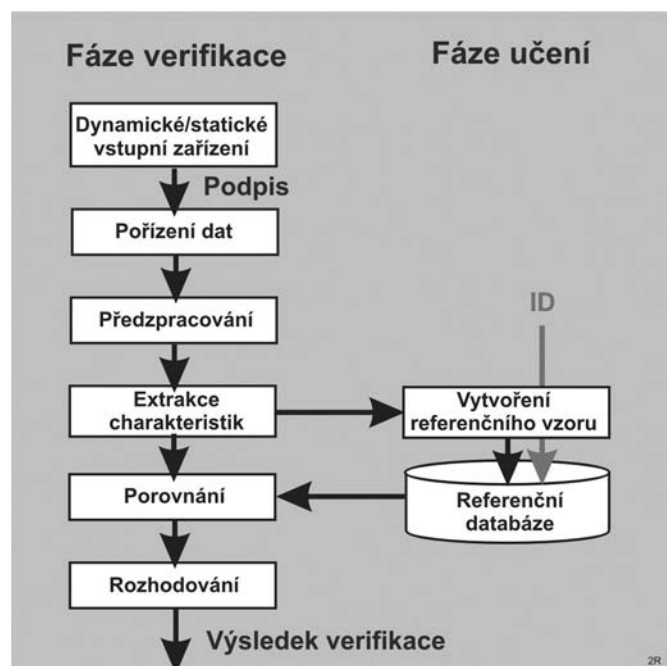 Fáze verifikace
Fáze učení
Dynamické/statické
vstupní zařízení
Podpis
Pořízení dat
Předzpracování
ID
Extrakce
charakteristik
Vytvoření
referenčního vzoru
Porovnání
Referenční
databáze
Rozhodování
Výsledek verifikace
2R